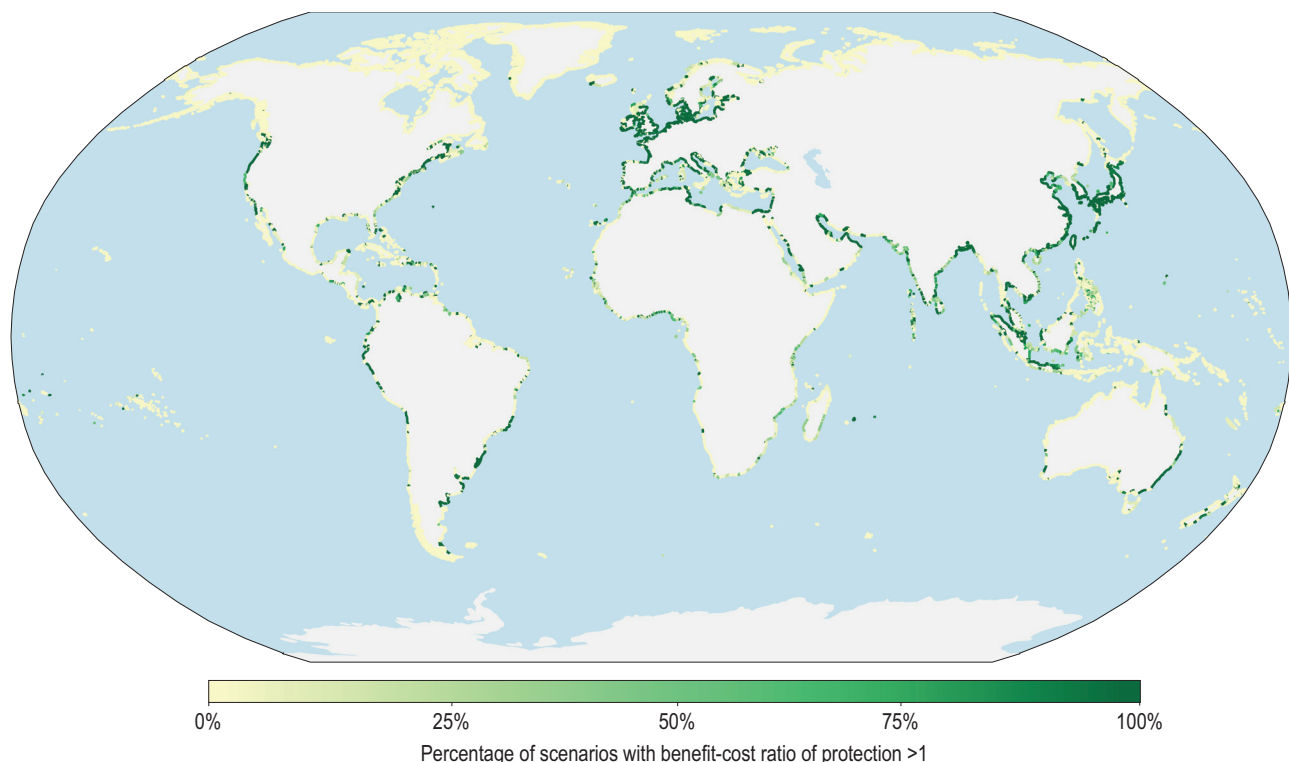 0% 25% 50% 75% 100%
Percentage of scenarios with benefit-cost ratio of protection >1